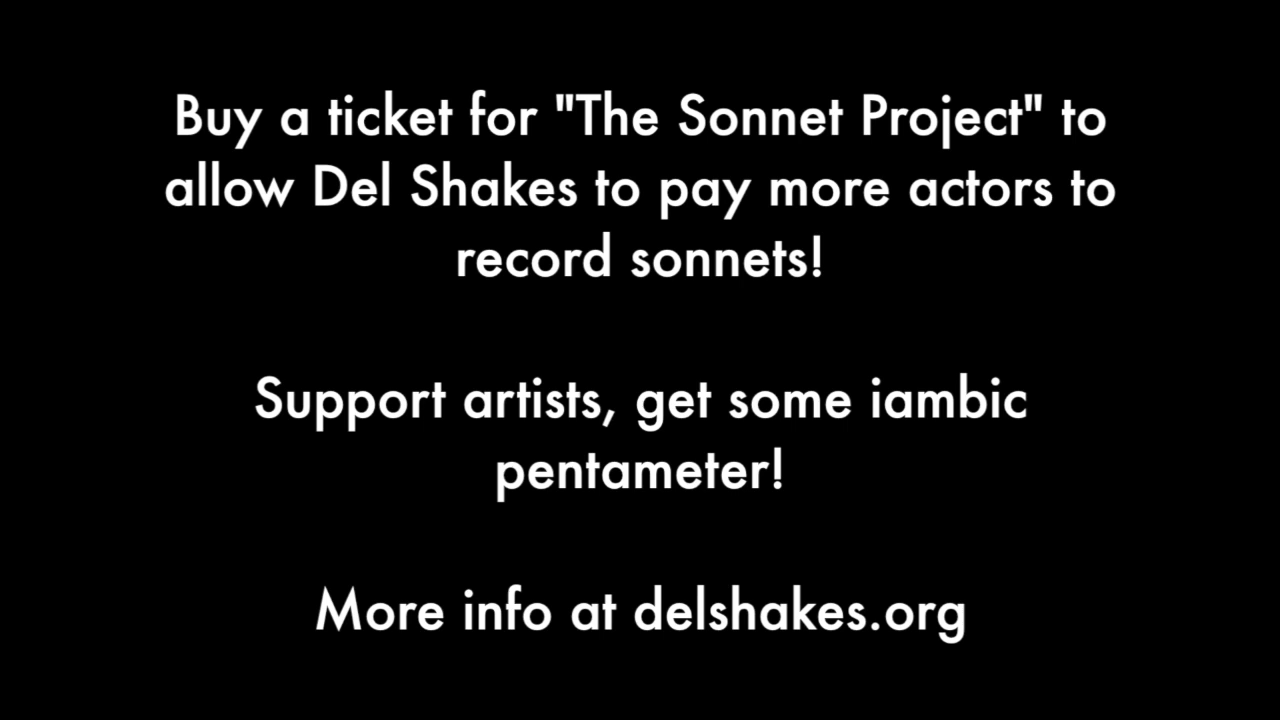 Buy a ticket for "The Sonnet Project" to
allow Del Shakes to pay more actors to
record sonnets!
Support artists, get some iambic
pentameter!
More info at delshakes.org